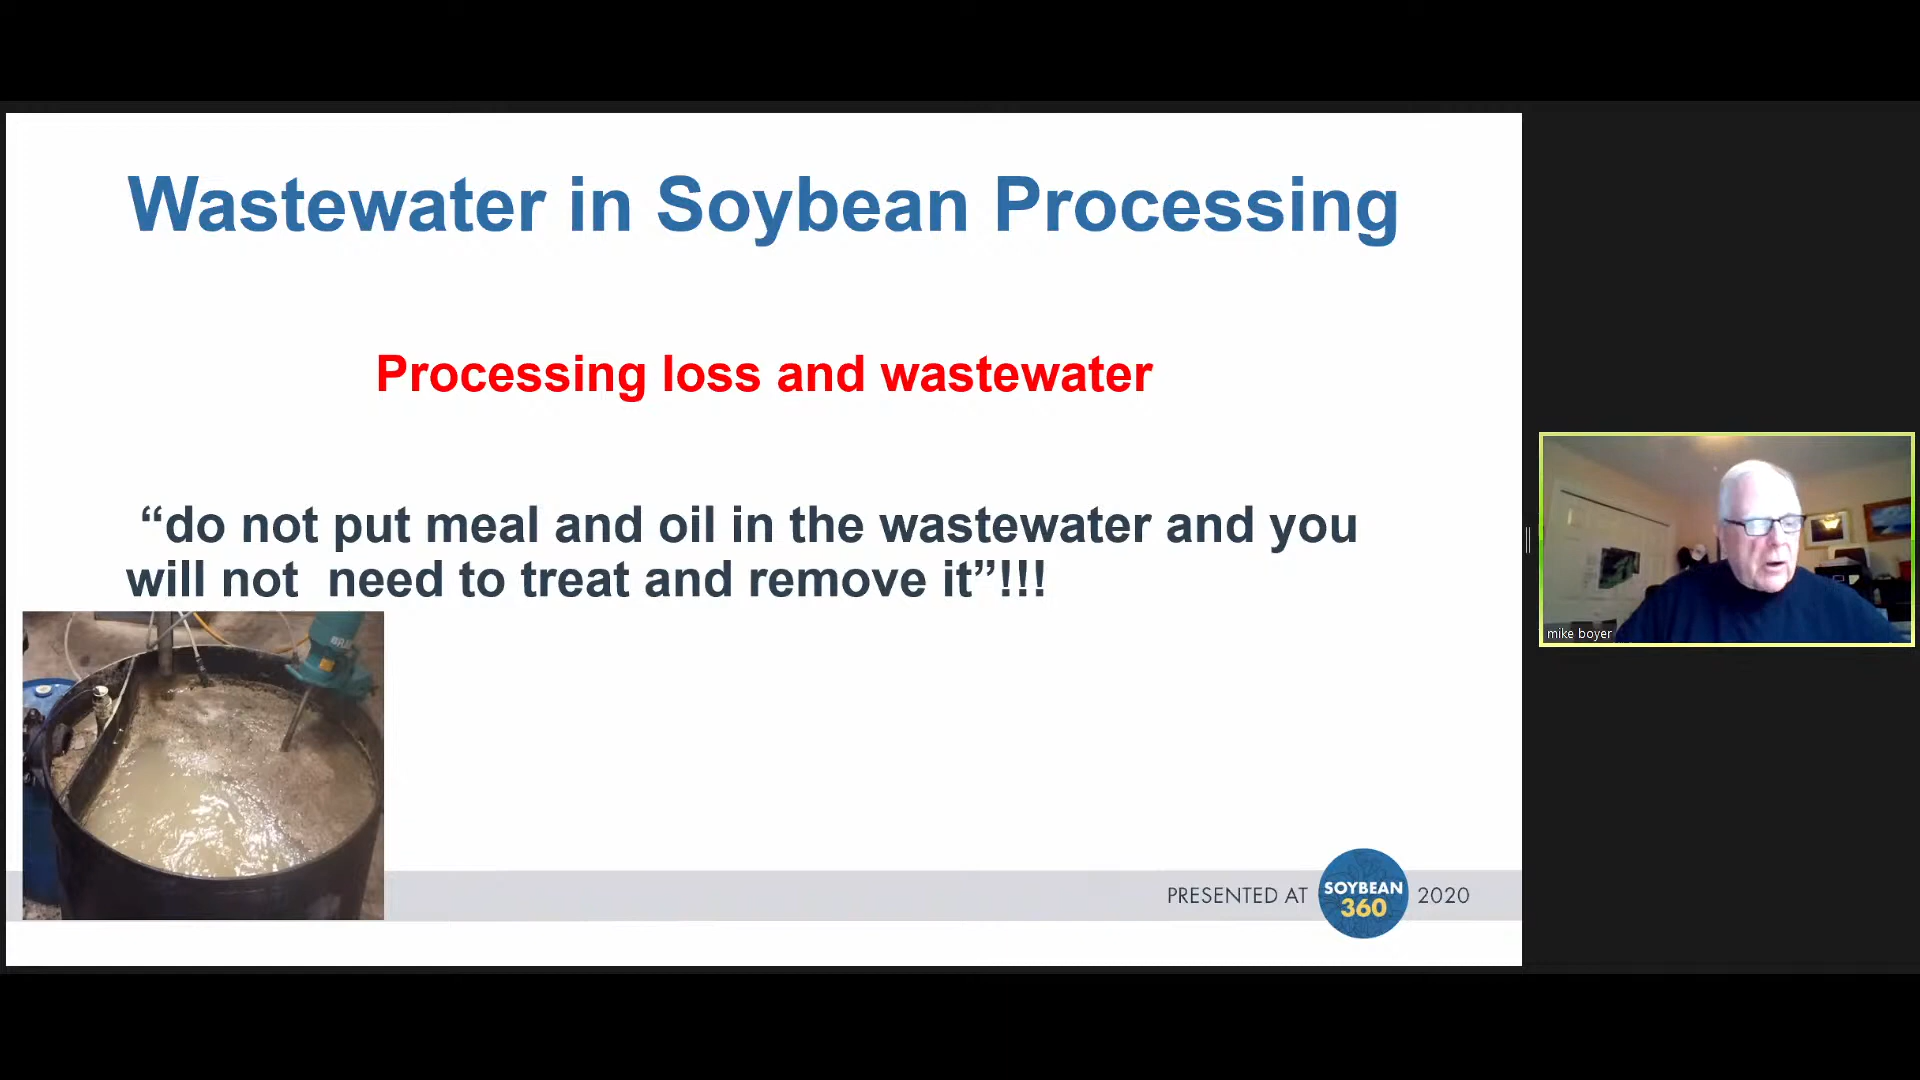 Wastewater in Soybean Processing
Processing loss and wastewater
“do not put meal and oil in the wastewater and you
will not  need to treat and remove it”!!!
PRESENTED AT
SOYBEAN
360
2020
mike boyer